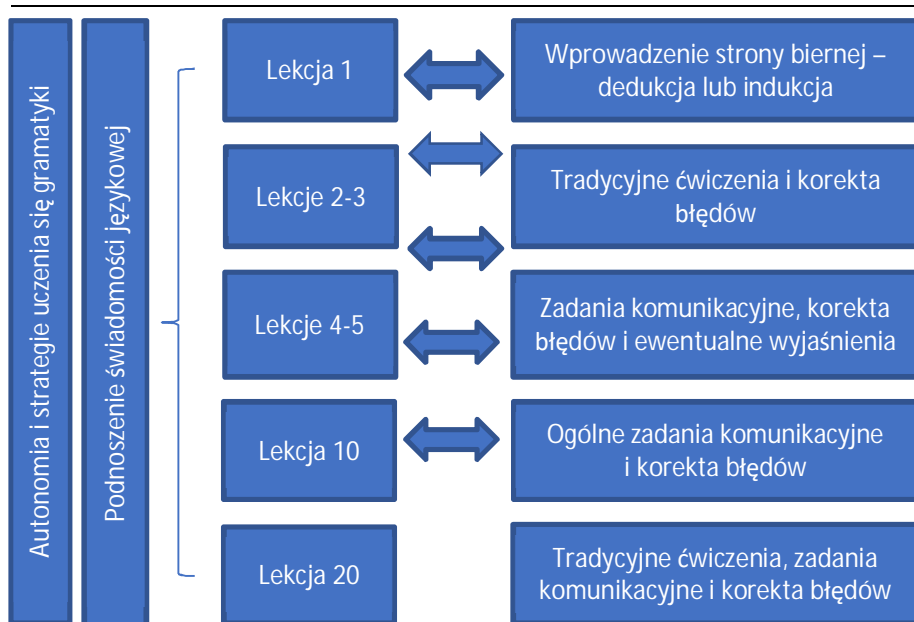 Autonomia i strategie uczenia się gramatyki
Podnoszenie świadomości językowej
Lekcja 1
Wprowadzenie strony biernej –
dedukcja lub indukcja
Lekcje 2-3
Tradycyjne ćwiczenia i korekta
błędów
Lekcje 4-5
Zadania komunikacyjne, korekta
błędów i ewentualne wyjaśnienia
Lekcja 10
Ogólne zadania komunikacyjne
i korekta błędów
Lekcja 20
Tradycyjne ćwiczenia, zadania
komunikacyjne i korekta błędów